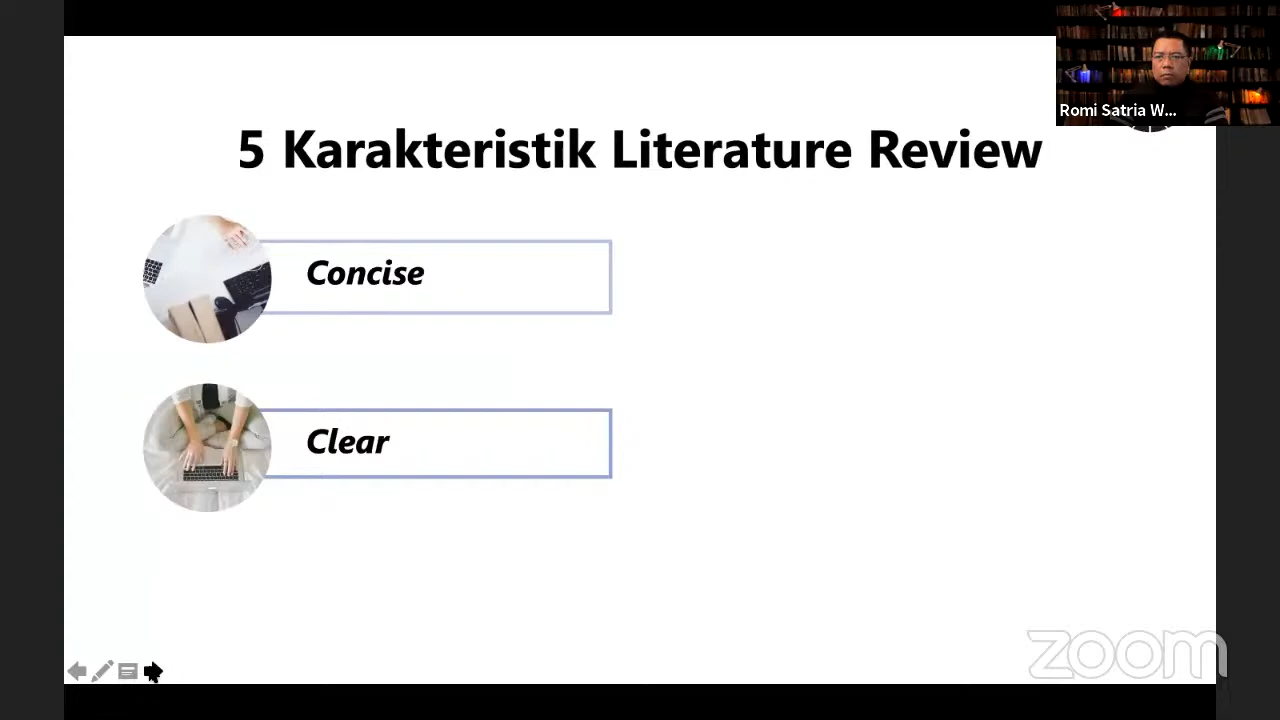 Romi Satria W...
5 Karakteristik Literature Review
Concise
Clear
zoom